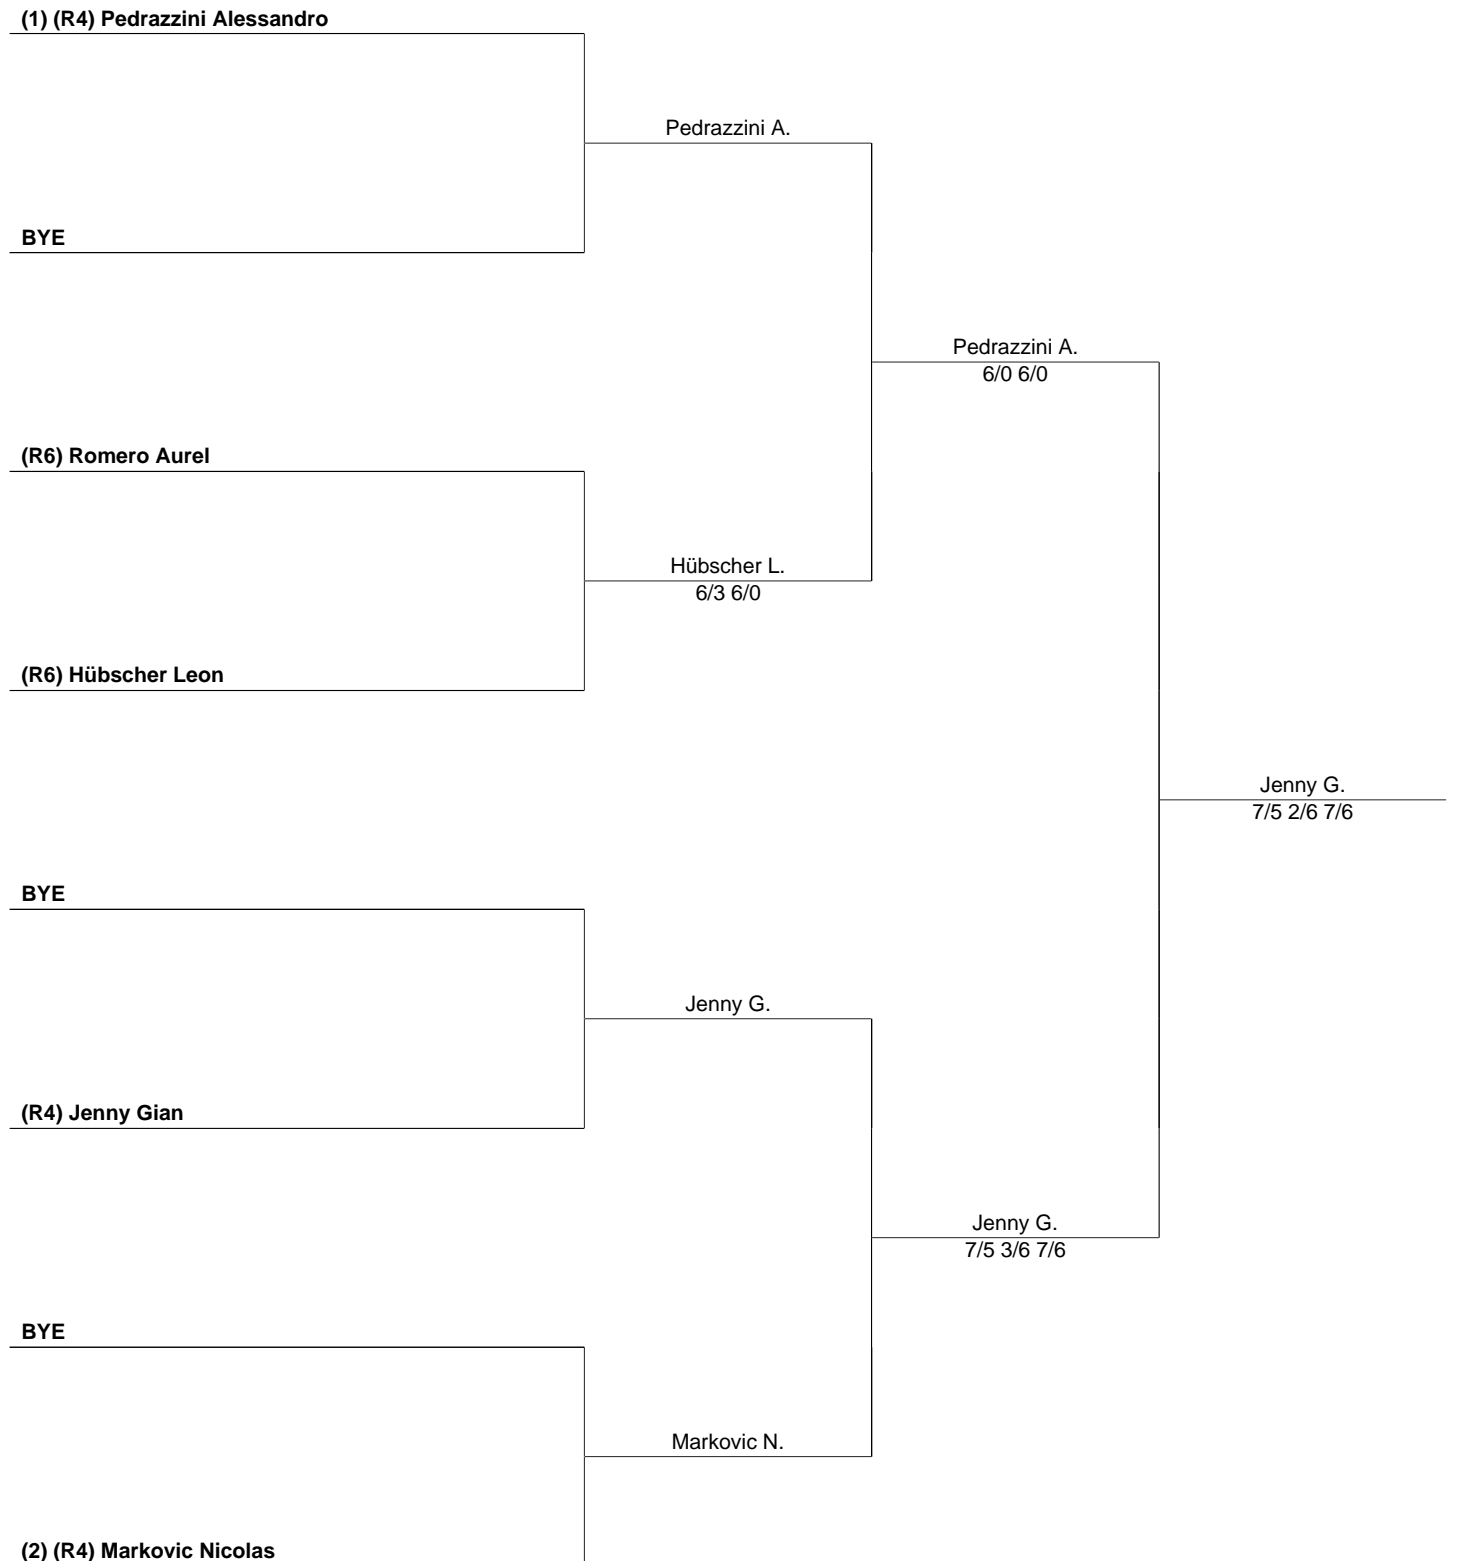 (1) (R4) Pedrazzini Alessandro
Pedrazzini A.
BYE
Pedrazzini A.
6/0 6/0
(R6) Romero Aurel
Hübscher L.
6/3 6/0
(R6) Hübscher Leon
Jenny G.
7/5 2/6 7/6
BYE
Jenny G.
(R4) Jenny Gian
Jenny G.
7/5 3/6 7/6
BYE
Markovic N.
(2) (R4) Markovic Nicolas